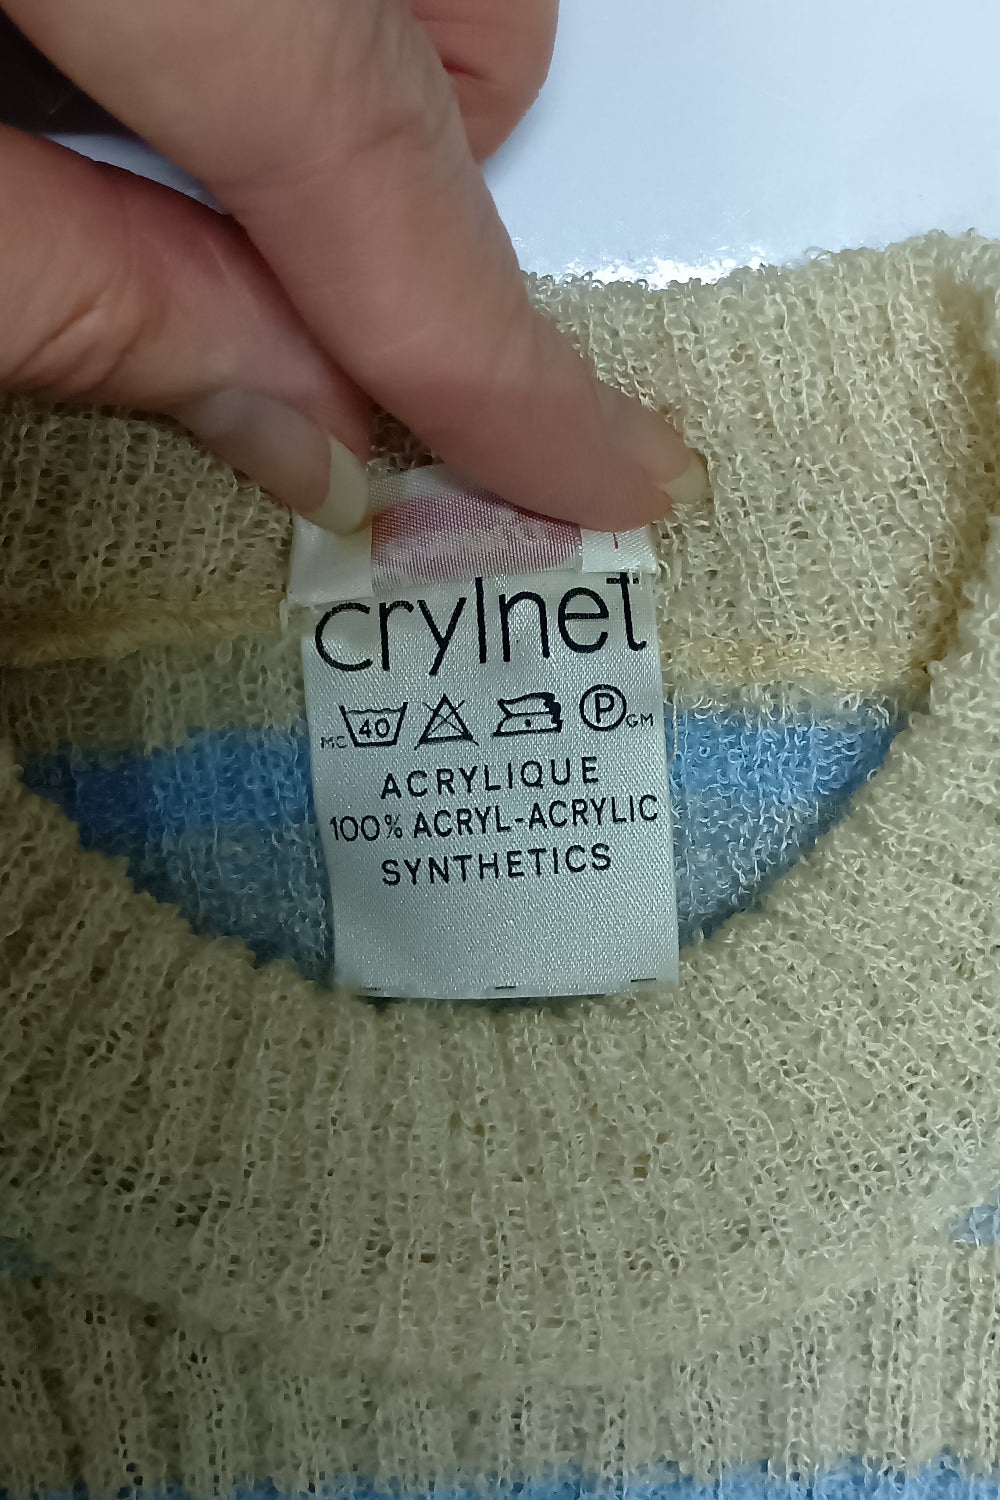 crylnet
MC 40 P GM
ACRYLIQUE
100% ACRYL-ACRYLIC
SYNTHETICS